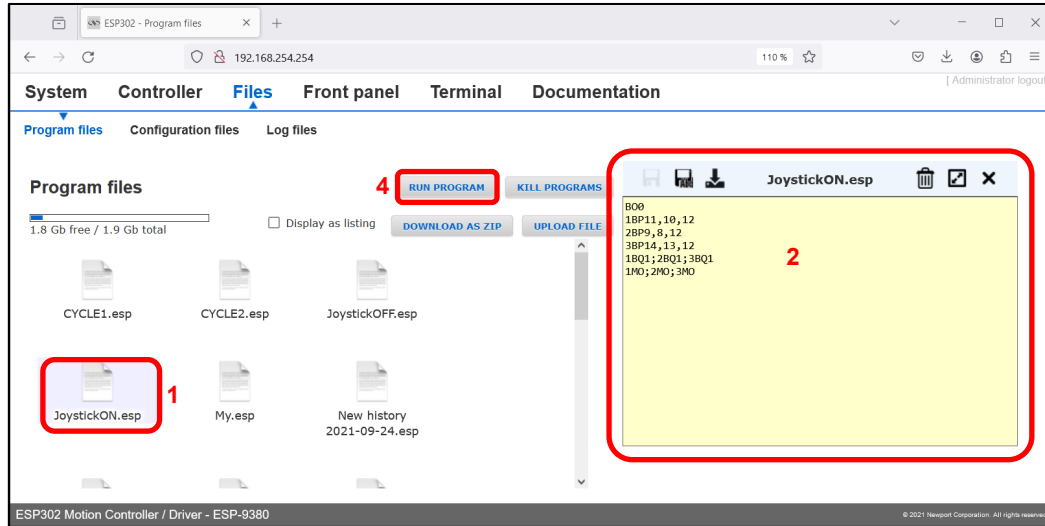 ESP302 - Program files
192.168.254.254
110 %
[ Administrator logout
System Controller Files Front panel Terminal Documentation
Program files Configuration files Log files
Program files
4
RUN PROGRAM
KILL PROGRAMS
1.8 Gb free / 1.9 Gb total
Display as listing
DOWNLOAD AS ZIP
UPLOAD FILE
CYCLE1.esp
CYCLE2.esp
JoystickOFF.esp
JoystickON.esp
1
My.esp
New history
2021-09-24.esp
JoystickON.esp
BO0
1BP11,10,12
2BP9,8,12
3BP14,13,12
1BQ1;2BQ1;3BQ1
1MO;2MO;3MO
2
ESP302 Motion Controller / Driver - ESP-9380
© 2021 Newport Corporation. All rights reserved